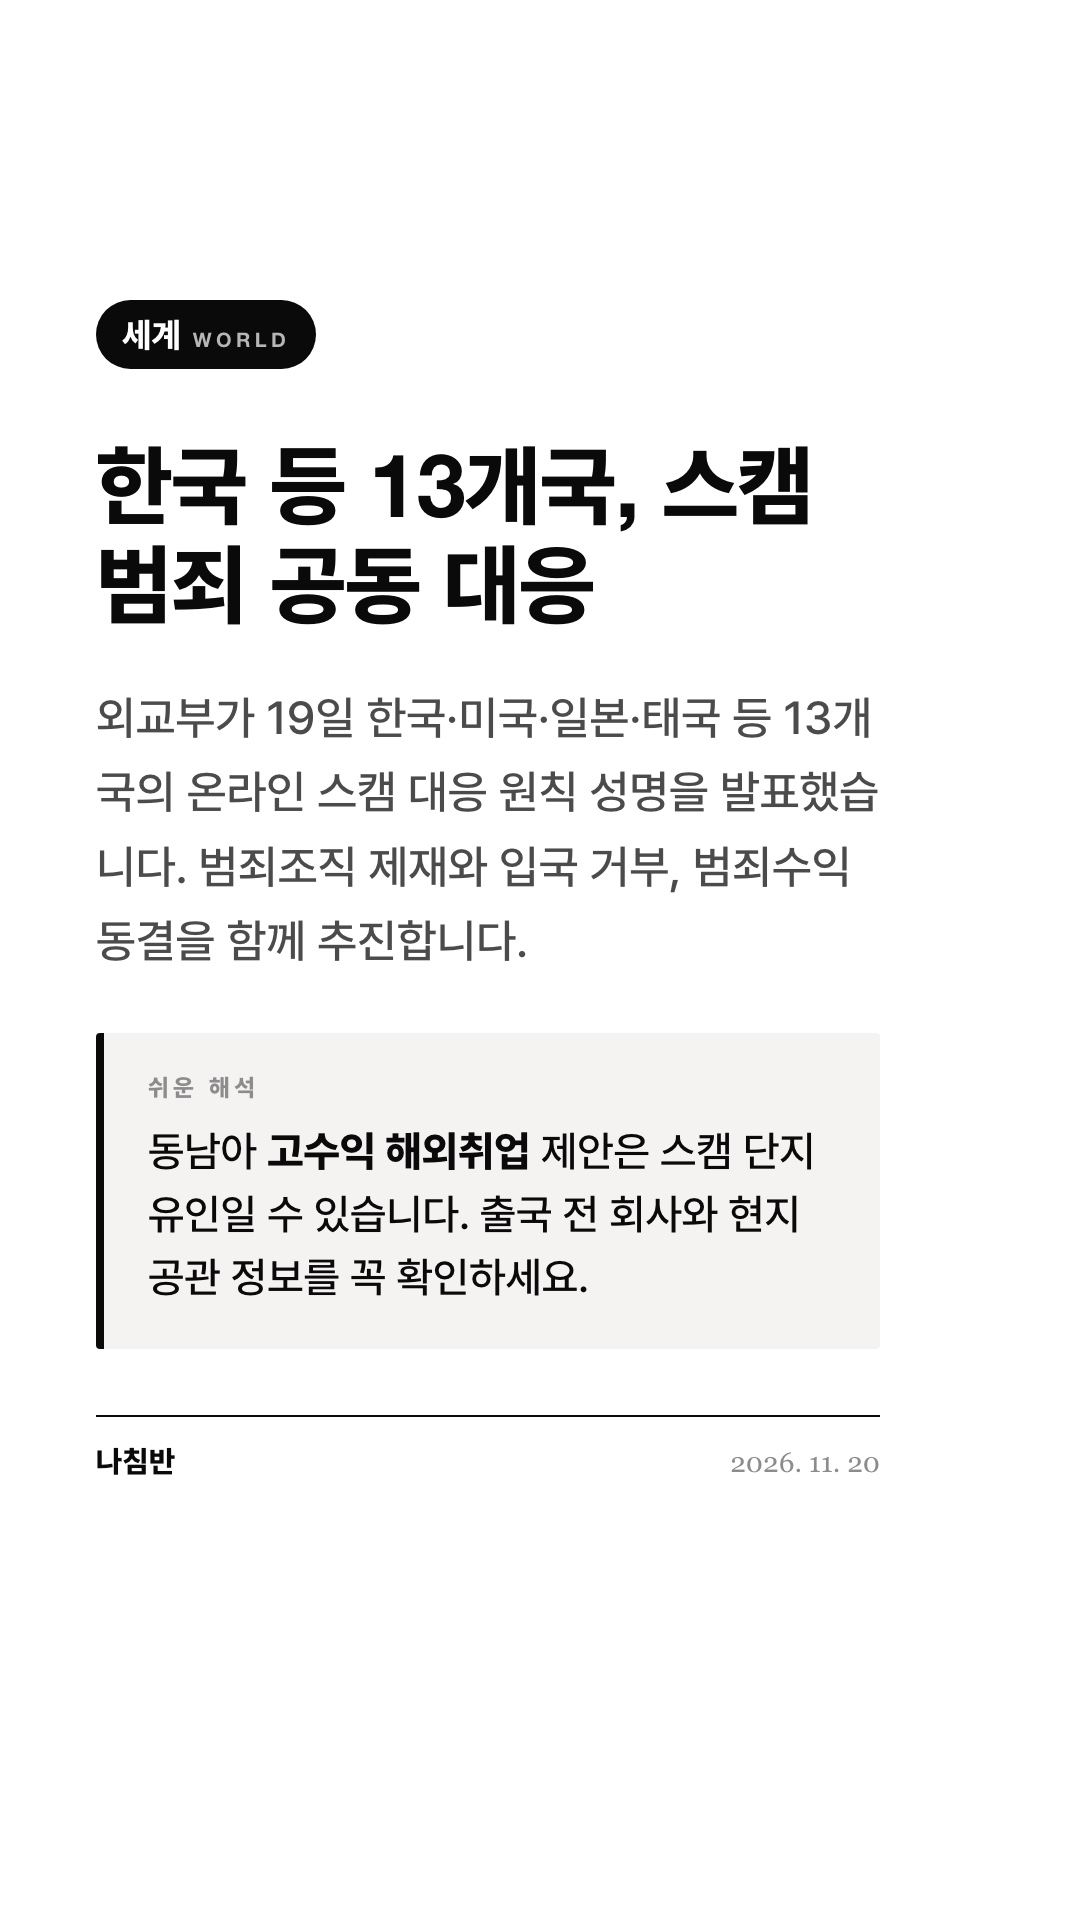 세계 WORLD
한국 등 13개국, 스캠
범죄 공동 대응
외교부가 19일 한국·미국·일본·태국 등 13개
국의 온라인 스캠 대응 원칙 성명을 발표했습
니다. 범죄조직 제재와 입국 거부, 범죄수익
동결을 함께 추진합니다.
쉬운 해석
동남아 고수익 해외취업 제안은 스캠 단지
유인일 수 있습니다. 출국 전 회사와 현지
공관 정보를 꼭 확인하세요.
나침반 2026. 11. 20